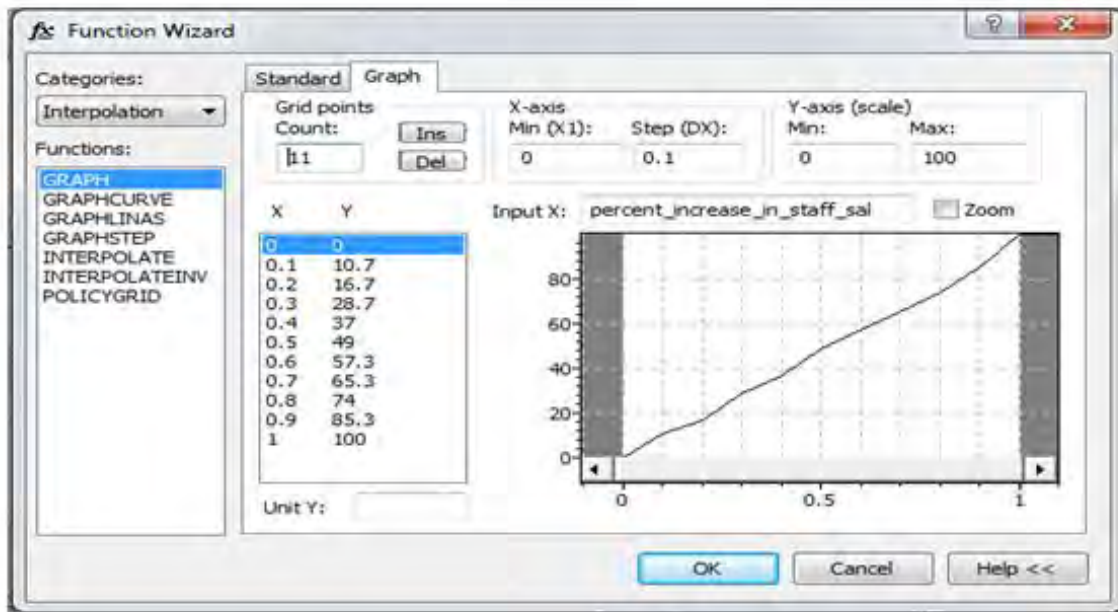 fx Function Wizard
Categories:
Interpolation
Functions:
GRAPH
GRAPHCURVE
GRAPHLINAS
GRAPHSTEP
INTERPOLATE
INTERPOLATEINV
POLICYGRID
Standard Graph
Grid points
Count:
11
Ins
Del
X-axis
Min (X1): Step (DX):
0 0.1
Y-axis (scale)
Min: Max:
0 100
X Y
0 0
0.1 10.7
0.2 16.7
0.3 28.7
0.4 37
0.5 49
0.6 57.3
0.7 65.3
0.8 74
0.9 85.3
1 100
Unit Y:
Input X: percent_increase_in_staff_sal Zoom
80
60
40
20
0
0 0.5 1
OK Cancel Help <<